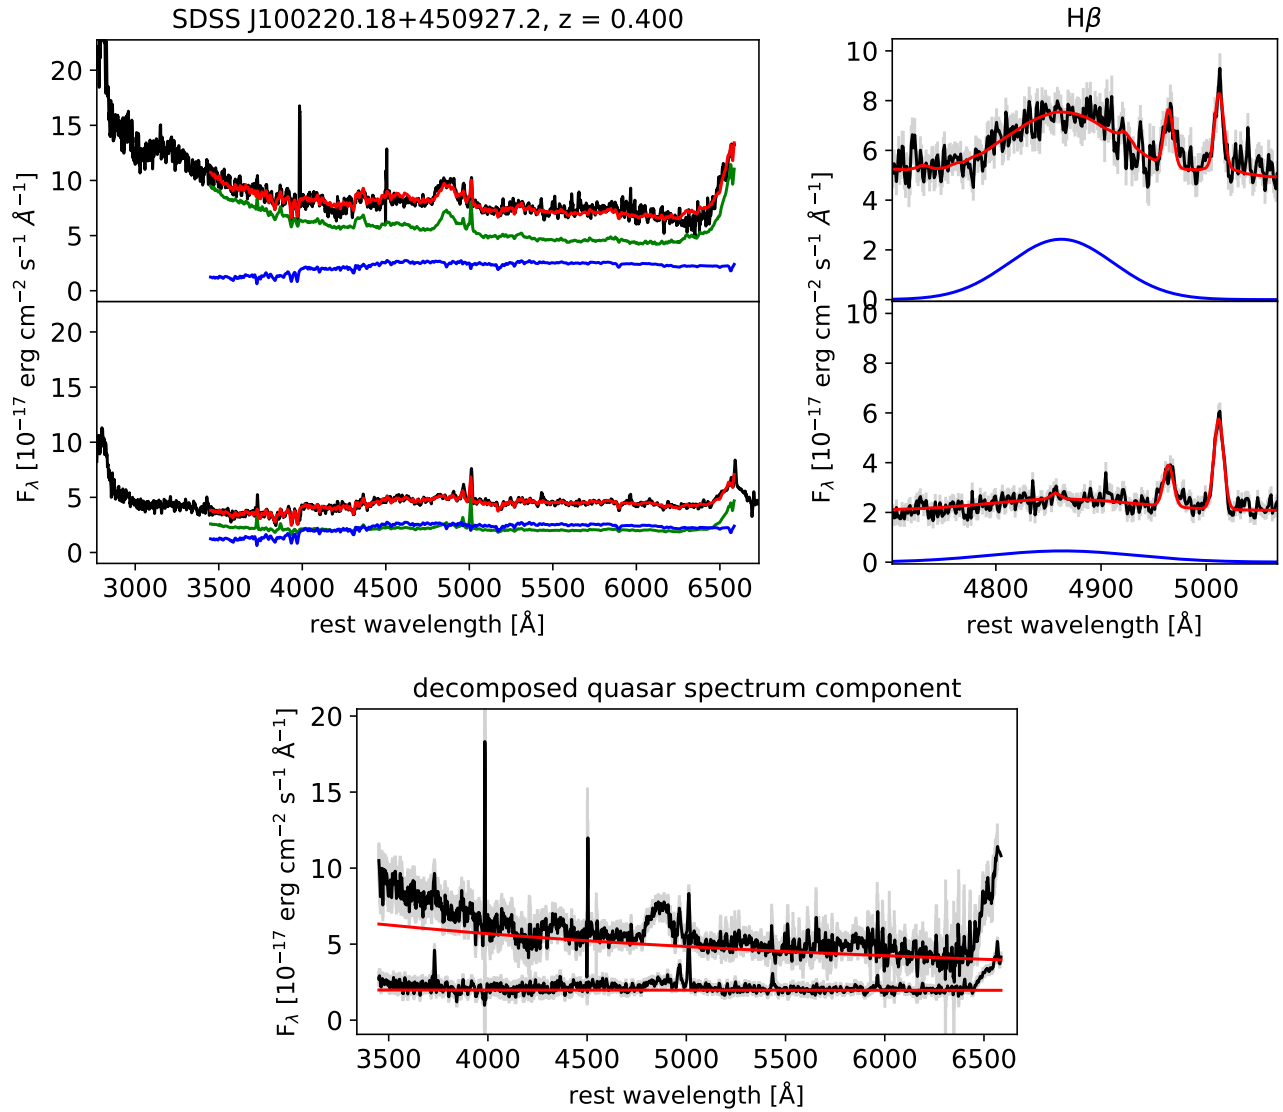 SDSS J100220.18+450927.2, z = 0.400
Hβ
20
15
10
5
0
20
15
10
5
0
F_λ [10^−17 erg cm^−2 s^−1 Å^−1]
3000 3500 4000 4500 5000 5500 6000 6500
rest wavelength [Å]
10
8
6
4
2
0
10
8
6
4
2
0
F_λ [10^−17 erg cm^−2 s^−1 Å^−1]
4800 4900 5000
rest wavelength [Å]
decomposed quasar spectrum component
20
15
10
5
0
F_λ [10^−17 erg cm^−2 s^−1 Å^−1]
3500 4000 4500 5000 5500 6000 6500
rest wavelength [Å]